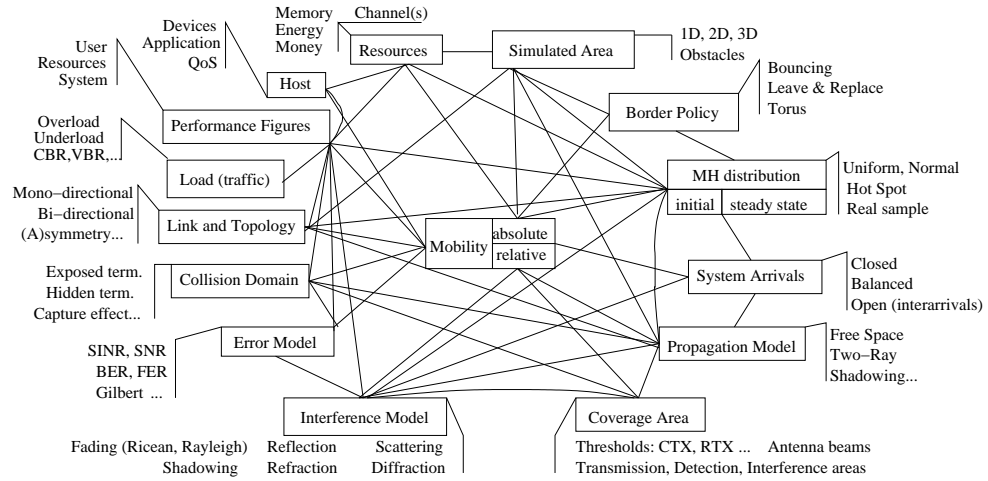 Memory
Energy
Money
Channel(s)
Resources
Devices
Application
QoS
Host
User
Resources
System
Performance Figures
Overload
Underload
CBR,VBR,...
Load (traffic)
Mono−directional
Bi−directional
(A)symmetry...
Link and Topology
Exposed term.
Hidden term.
Capture effect...
Collision Domain
SINR, SNR
BER, FER
Gilbert ...
Error Model
Simulated Area
1D, 2D, 3D
Obstacles
Border Policy
Bouncing
Leave & Replace
Torus
MH distribution
initial
steady state
Uniform, Normal
Hot Spot
Real sample
Mobility
absolute
relative
System Arrivals
Closed
Balanced
Open (interarrivals)
Propagation Model
Free Space
Two−Ray
Shadowing...
Interference Model
Fading (Ricean, Rayleigh)
Reflection
Scattering
Shadowing
Refraction
Diffraction
Coverage Area
Thresholds: CTX, RTX ...
Antenna beams
Transmission, Detection, Interference areas